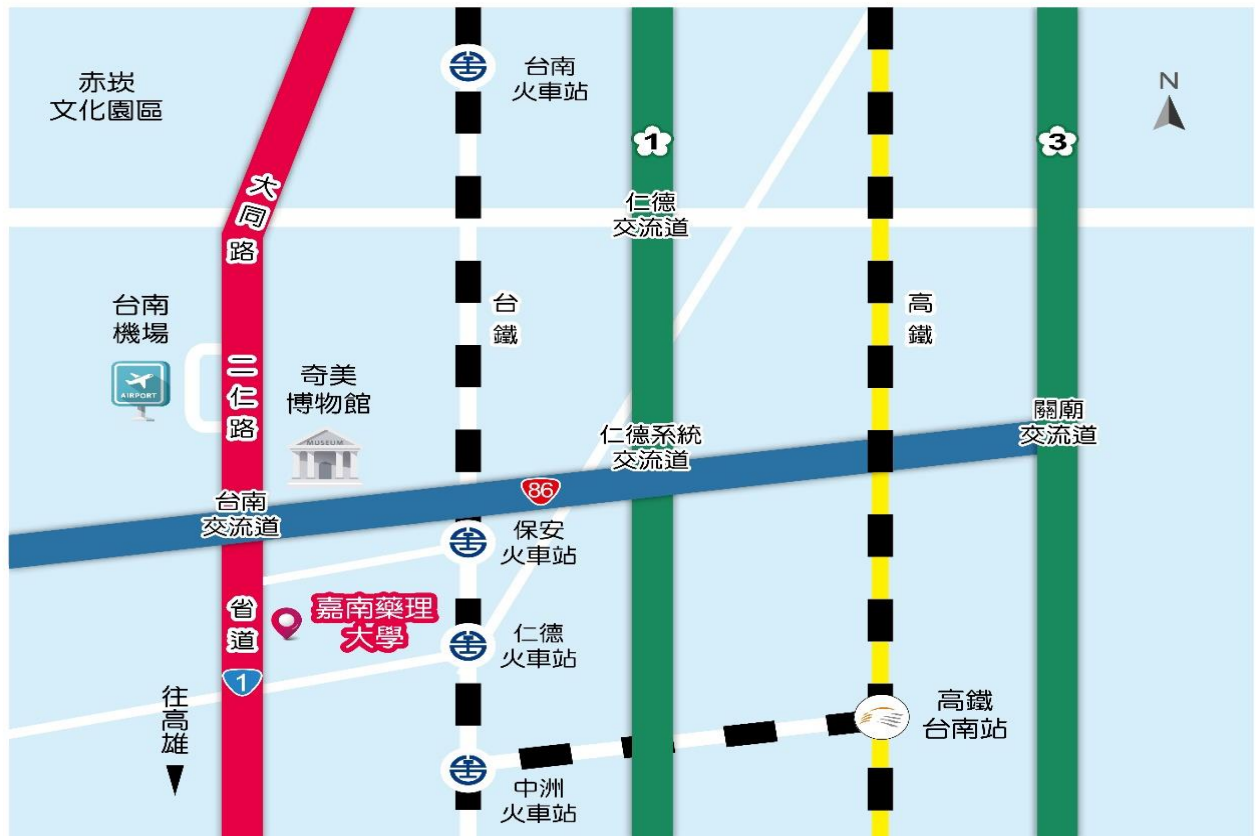 赤崁
文化園區
台南
火車站
N
1
3
大同路
仁德
交流道
台南
機場
AIRPORT
二仁路
奇美
博物館
MUSEUM
台鐵
高鐵
仁德系統
交流道
關廟
交流道
台南
交流道
86
保安
火車站
省道
1
嘉南藥理
大學
仁德
火車站
往高雄
高鐵
台南站
中洲
火車站